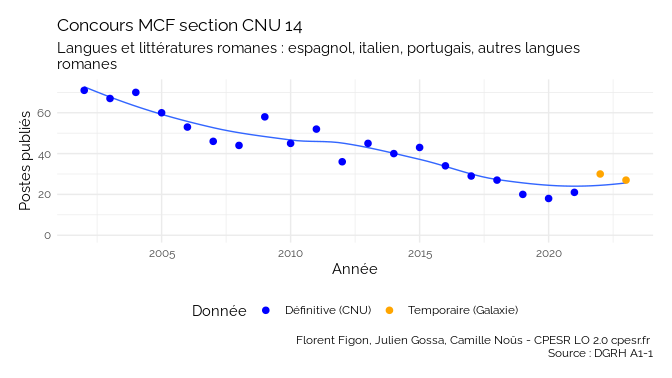 Concours MCF section CNU 14
Langues et littératures romanes : espagnol, italien, portugais, autres langues
romanes
Postes publiés
60
40
20
0
2005 2010 2015 2020
Année
Donnée Définitive (CNU) Temporaire (Galaxie)
Florent Figon, Julien Gossa, Camille Noûs - CPESR LO 2.0 cpesr.fr
Source : DGRH A1-1